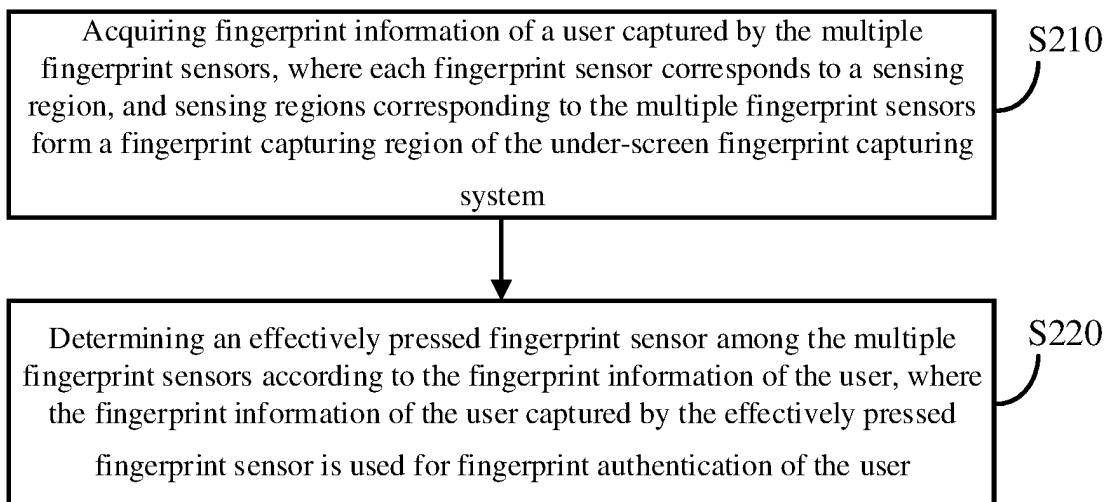 Acquiring fingerprint information of a user captured by the multiple
fingerprint sensors, where each fingerprint sensor corresponds to a sensing
region, and sensing regions corresponding to the multiple fingerprint sensors
form a fingerprint capturing region of the under-screen fingerprint capturing
system
S210
Determining an effectively pressed fingerprint sensor among the multiple
fingerprint sensors according to the fingerprint information of the user, where
the fingerprint information of the user captured by the effectively pressed
fingerprint sensor is used for fingerprint authentication of the user
S220